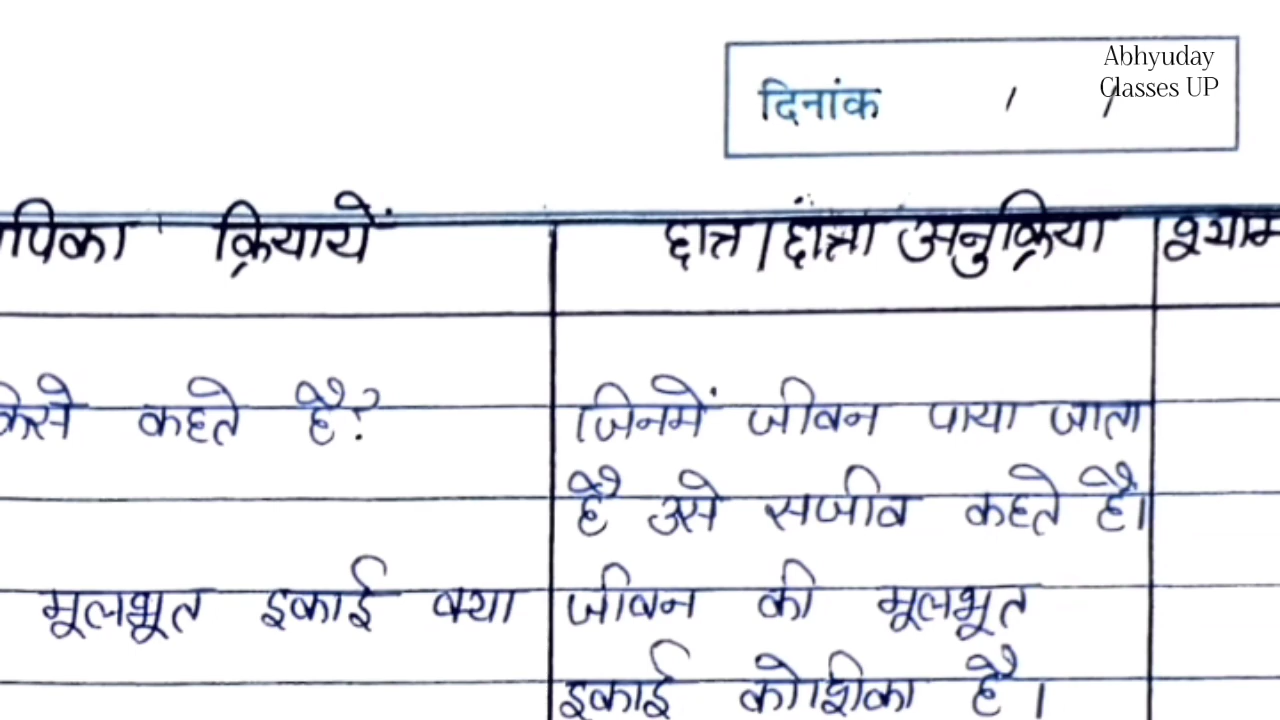 Abhyuday
Classes UP
दिनांक / /
क्रियायें छात्र/छात्रा अनुक्रिया
कहते है? जिनमें जीवन पाया जाता
है उसे सजीव कहते है।
मूलभूत इकाई क्या जीवन की मूलभूत
इकाई कोशिका है।